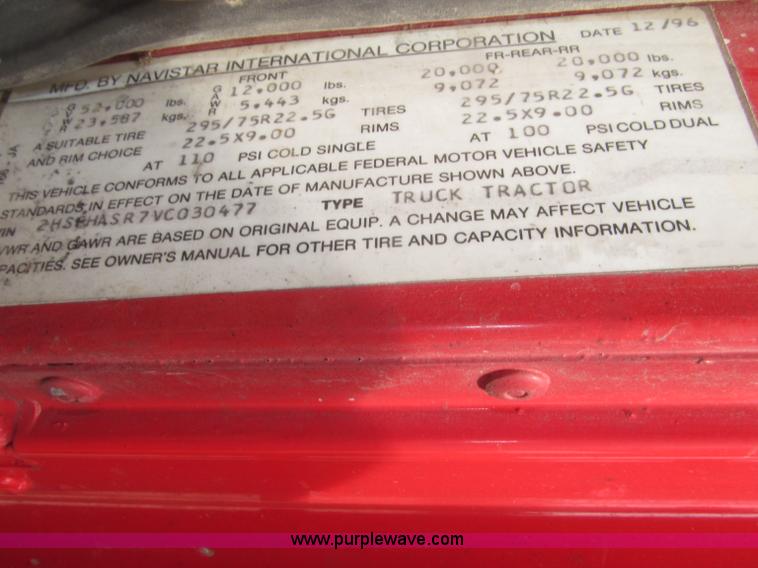 MFD. BY NAVISTAR INTERNATIONAL CORPORATION DATE 12/96
FRONT FR-REAR-RR
GVWR 52,000 lbs. GAWR 12,000 lbs. 20,000 20,000 lbs.
23,587 kgs. 5,443 kgs. 9,072 9,072 kgs.
295/75R22.5G TIRES 295/75R22.5G TIRES
A SUITABLE TIRE 22.5X9.00 RIMS 22.5X9.00 RIMS
AND RIM CHOICE AT 110 PSI COLD SINGLE AT 100 PSI COLD DUAL
THIS VEHICLE CONFORMS TO ALL APPLICABLE FEDERAL MOTOR VEHICLE SAFETY
STANDARDS IN EFFECT ON THE DATE OF MANUFACTURE SHOWN ABOVE.
VIN TYPE TRUCK TRACTOR
VWR AND GAWR ARE BASED ON ORIGINAL EQUIP. A CHANGE MAY AFFECT VEHICLE
PACITIES. SEE OWNER'S MANUAL FOR OTHER TIRE AND CAPACITY INFORMATION.
www.purplewave.com